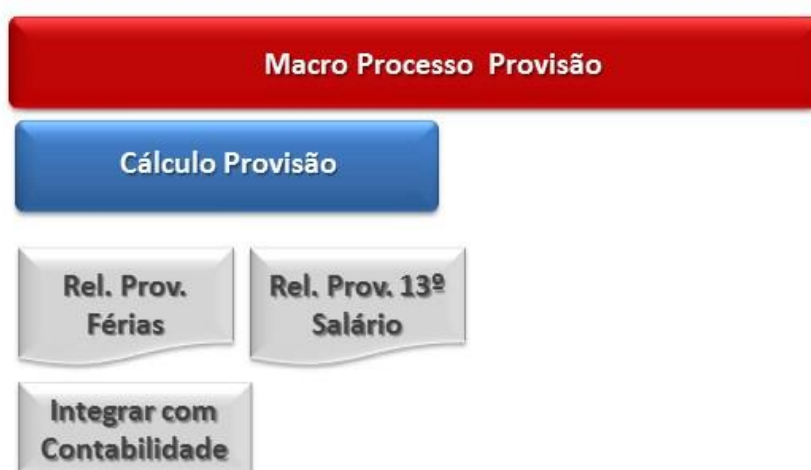 Macro Processo  Provisão
Cálculo Provisão
Rel. Prov.
Férias
Rel. Prov. 13º
Salário
Integrar com
Contabilidade